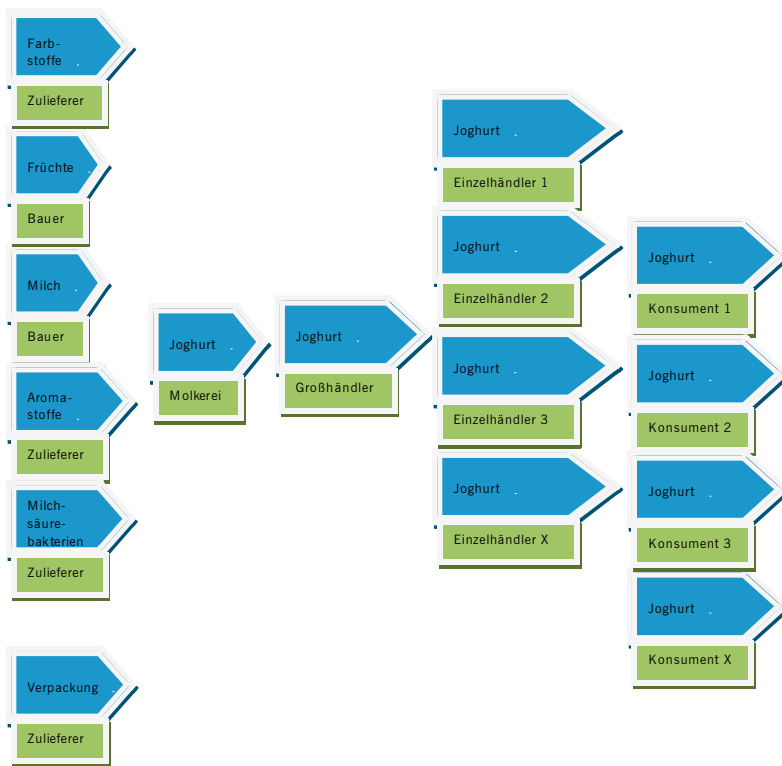 Farb-
stoffe
Zulieferer
Früchte
Bauer
Milch
Bauer
Aroma-
stoffe
Zulieferer
Milch-
säure-
bakterien
Zulieferer
Verpackung
Zulieferer
Joghurt
Molkerei
Joghurt
Großhändler
Joghurt
Einzelhändler 1
Joghurt
Einzelhändler 2
Joghurt
Einzelhändler 3
Joghurt
Einzelhändler X
Joghurt
Konsument 1
Joghurt
Konsument 2
Joghurt
Konsument 3
Joghurt
Konsument X